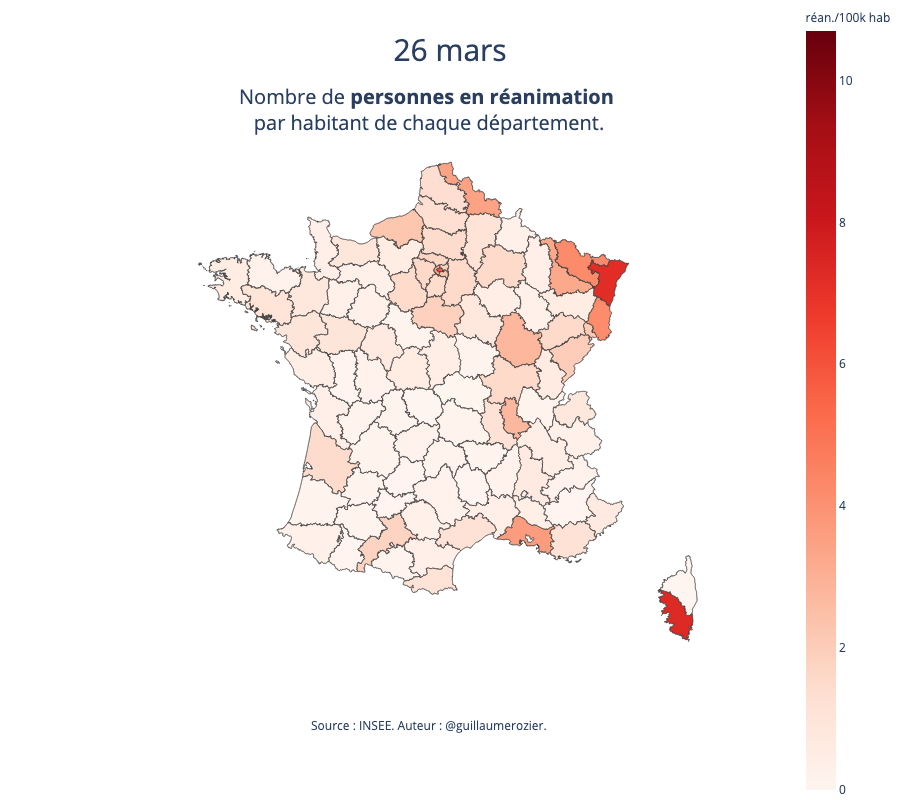 réan./100k hab
26 mars
Nombre de personnes en réanimation
par habitant de chaque département.
10
8
6
4
2
0
Source : INSEE. Auteur : @guillaumerozier.